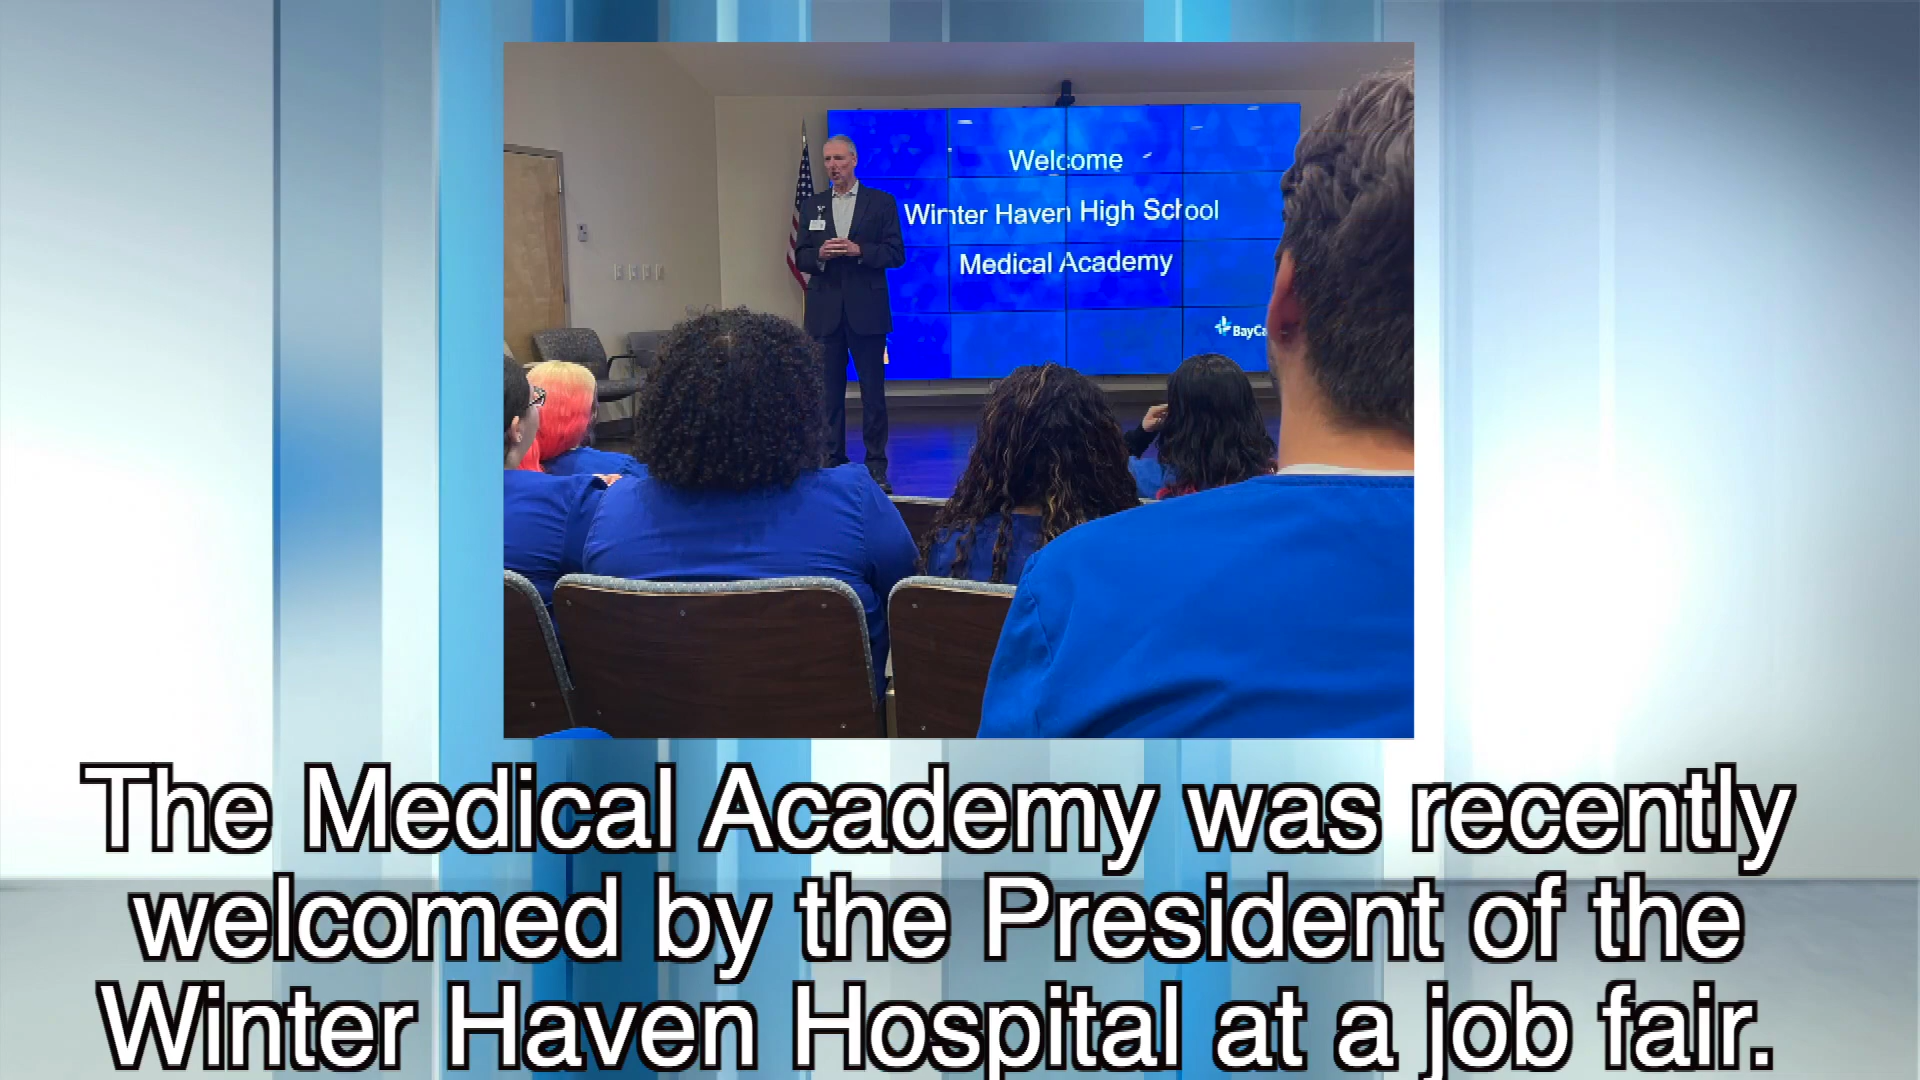 Welcome
Winter Haven High School
Medical Academy
The Medical Academy was recently
welcomed by the President of the
Winter Haven Hospital at a job fair.